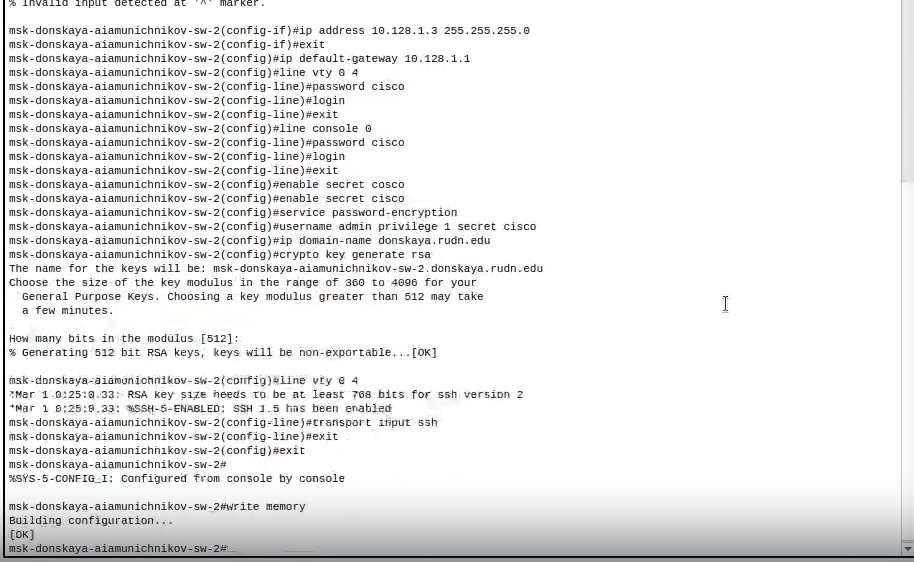 % Invalid input detected at '^' marker.
msk-donskaya-aiamunichnikov-sw-2(config-if)#ip address 10.128.1.3 255.255.255.0
msk-donskaya-aiamunichnikov-sw-2(config-if)#exit
msk-donskaya-aiamunichnikov-sw-2(config)#ip default-gateway 10.128.1.1
msk-donskaya-aiamunichnikov-sw-2(config)#line vty 0 4
msk-donskaya-aiamunichnikov-sw-2(config-line)#password cisco
msk-donskaya-aiamunichnikov-sw-2(config-line)#login
msk-donskaya-aiamunichnikov-sw-2(config-line)#exit
msk-donskaya-aiamunichnikov-sw-2(config)#line console 0
msk-donskaya-aiamunichnikov-sw-2(config-line)#password cisco
msk-donskaya-aiamunichnikov-sw-2(config-line)#login
msk-donskaya-aiamunichnikov-sw-2(config-line)#exit
msk-donskaya-aiamunichnikov-sw-2(config)#enable secret cosco
msk-donskaya-aiamunichnikov-sw-2(config)#enable secret cisco
msk-donskaya-aiamunichnikov-sw-2(config)#service password-encryption
msk-donskaya-aiamunichnikov-sw-2(config)#username admin privilege 1 secret cisco
msk-donskaya-aiamunichnikov-sw-2(config)#ip domain-name donskaya.rudn.edu
msk-donskaya-aiamunichnikov-sw-2(config)#crypto key generate rsa
The name for the keys will be: msk-donskaya-aiamunichnikov-sw-2.donskaya.rudn.edu
Choose the size of the key modulus in the range of 360 to 4096 for your
General Purpose Keys. Choosing a key modulus greater than 512 may take
a few minutes.
How many bits in the modulus [512]:
% Generating 512 bit RSA keys, keys will be non-exportable...[OK]
msk-donskaya-aiamunichnikov-sw-2(config)#line vty 0 4
*Mar 1 0:25:9.33: RSA key size needs to be at least 768 bits for ssh version 2
*Mar 1 0:25:9.33: %SSH-5-ENABLED: SSH 1.5 has been enabled
msk-donskaya-aiamunichnikov-sw-2(config-line)#transport input ssh
msk-donskaya-aiamunichnikov-sw-2(config-line)#exit
msk-donskaya-aiamunichnikov-sw-2(config)#exit
msk-donskaya-aiamunichnikov-sw-2#
%SYS-5-CONFIG_I: Configured from console by console
msk-donskaya-aiamunichnikov-sw-2#write memory
Building configuration...
[OK]
msk-donskaya-aiamunichnikov-sw-2#